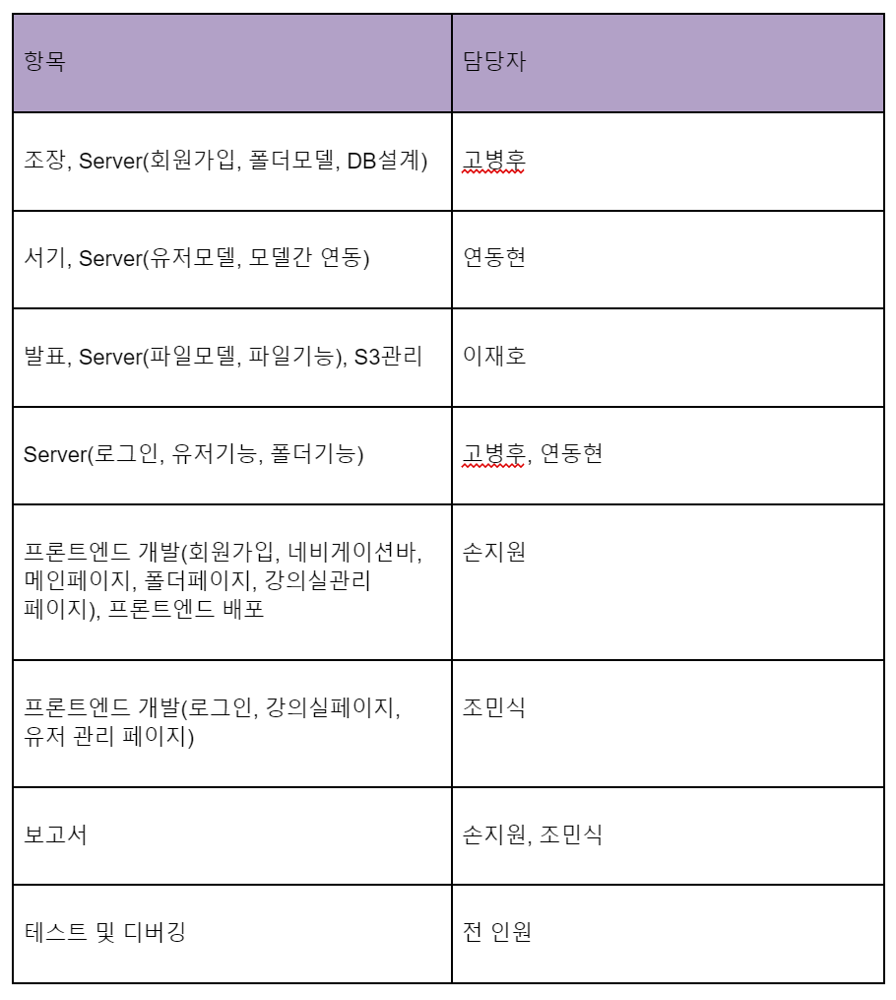 항목
담당자
조장, Server(회원가입, 폴더모델, DB설계)
고병후
서기, Server(유저모델, 모델간 연동)
연동현
발표, Server(파일모델, 파일기능), S3관리
이재호
Server(로그인, 유저기능, 폴더기능)
고병후, 연동현
프론트엔드 개발(회원가입, 네비게이션바,
메인페이지, 폴더페이지, 강의실관리
페이지), 프론트엔드 배포
손지원
프론트엔드 개발(로그인, 강의실페이지,
유저 관리 페이지)
조민식
보고서
손지원, 조민식
테스트 및 디버깅
전 인원